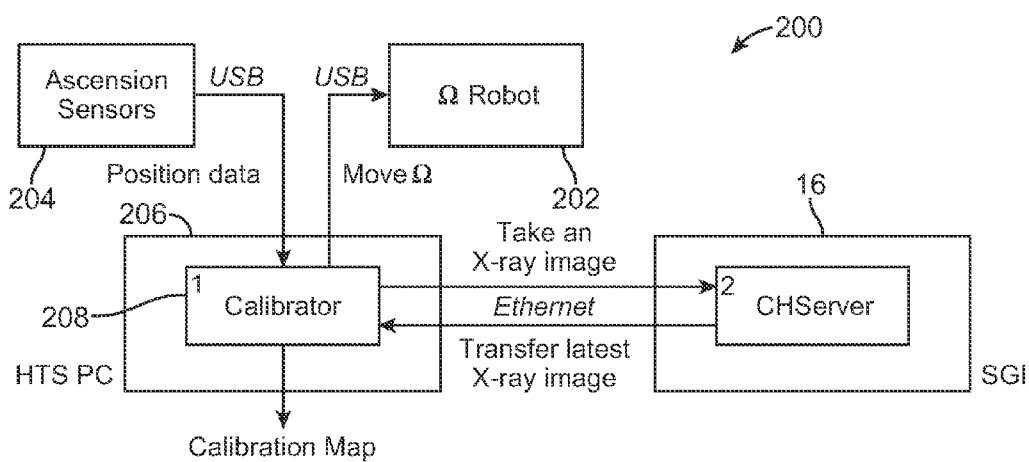 200
Ascension
Sensors
USB
USB
Ω Robot
Position data
Move Ω
204
202
206
16
Take an
X-ray image
1
Calibrator
208
2
CHServer
Ethernet
Transfer latest
X-ray image
HTS PC
SGI
Calibration Map